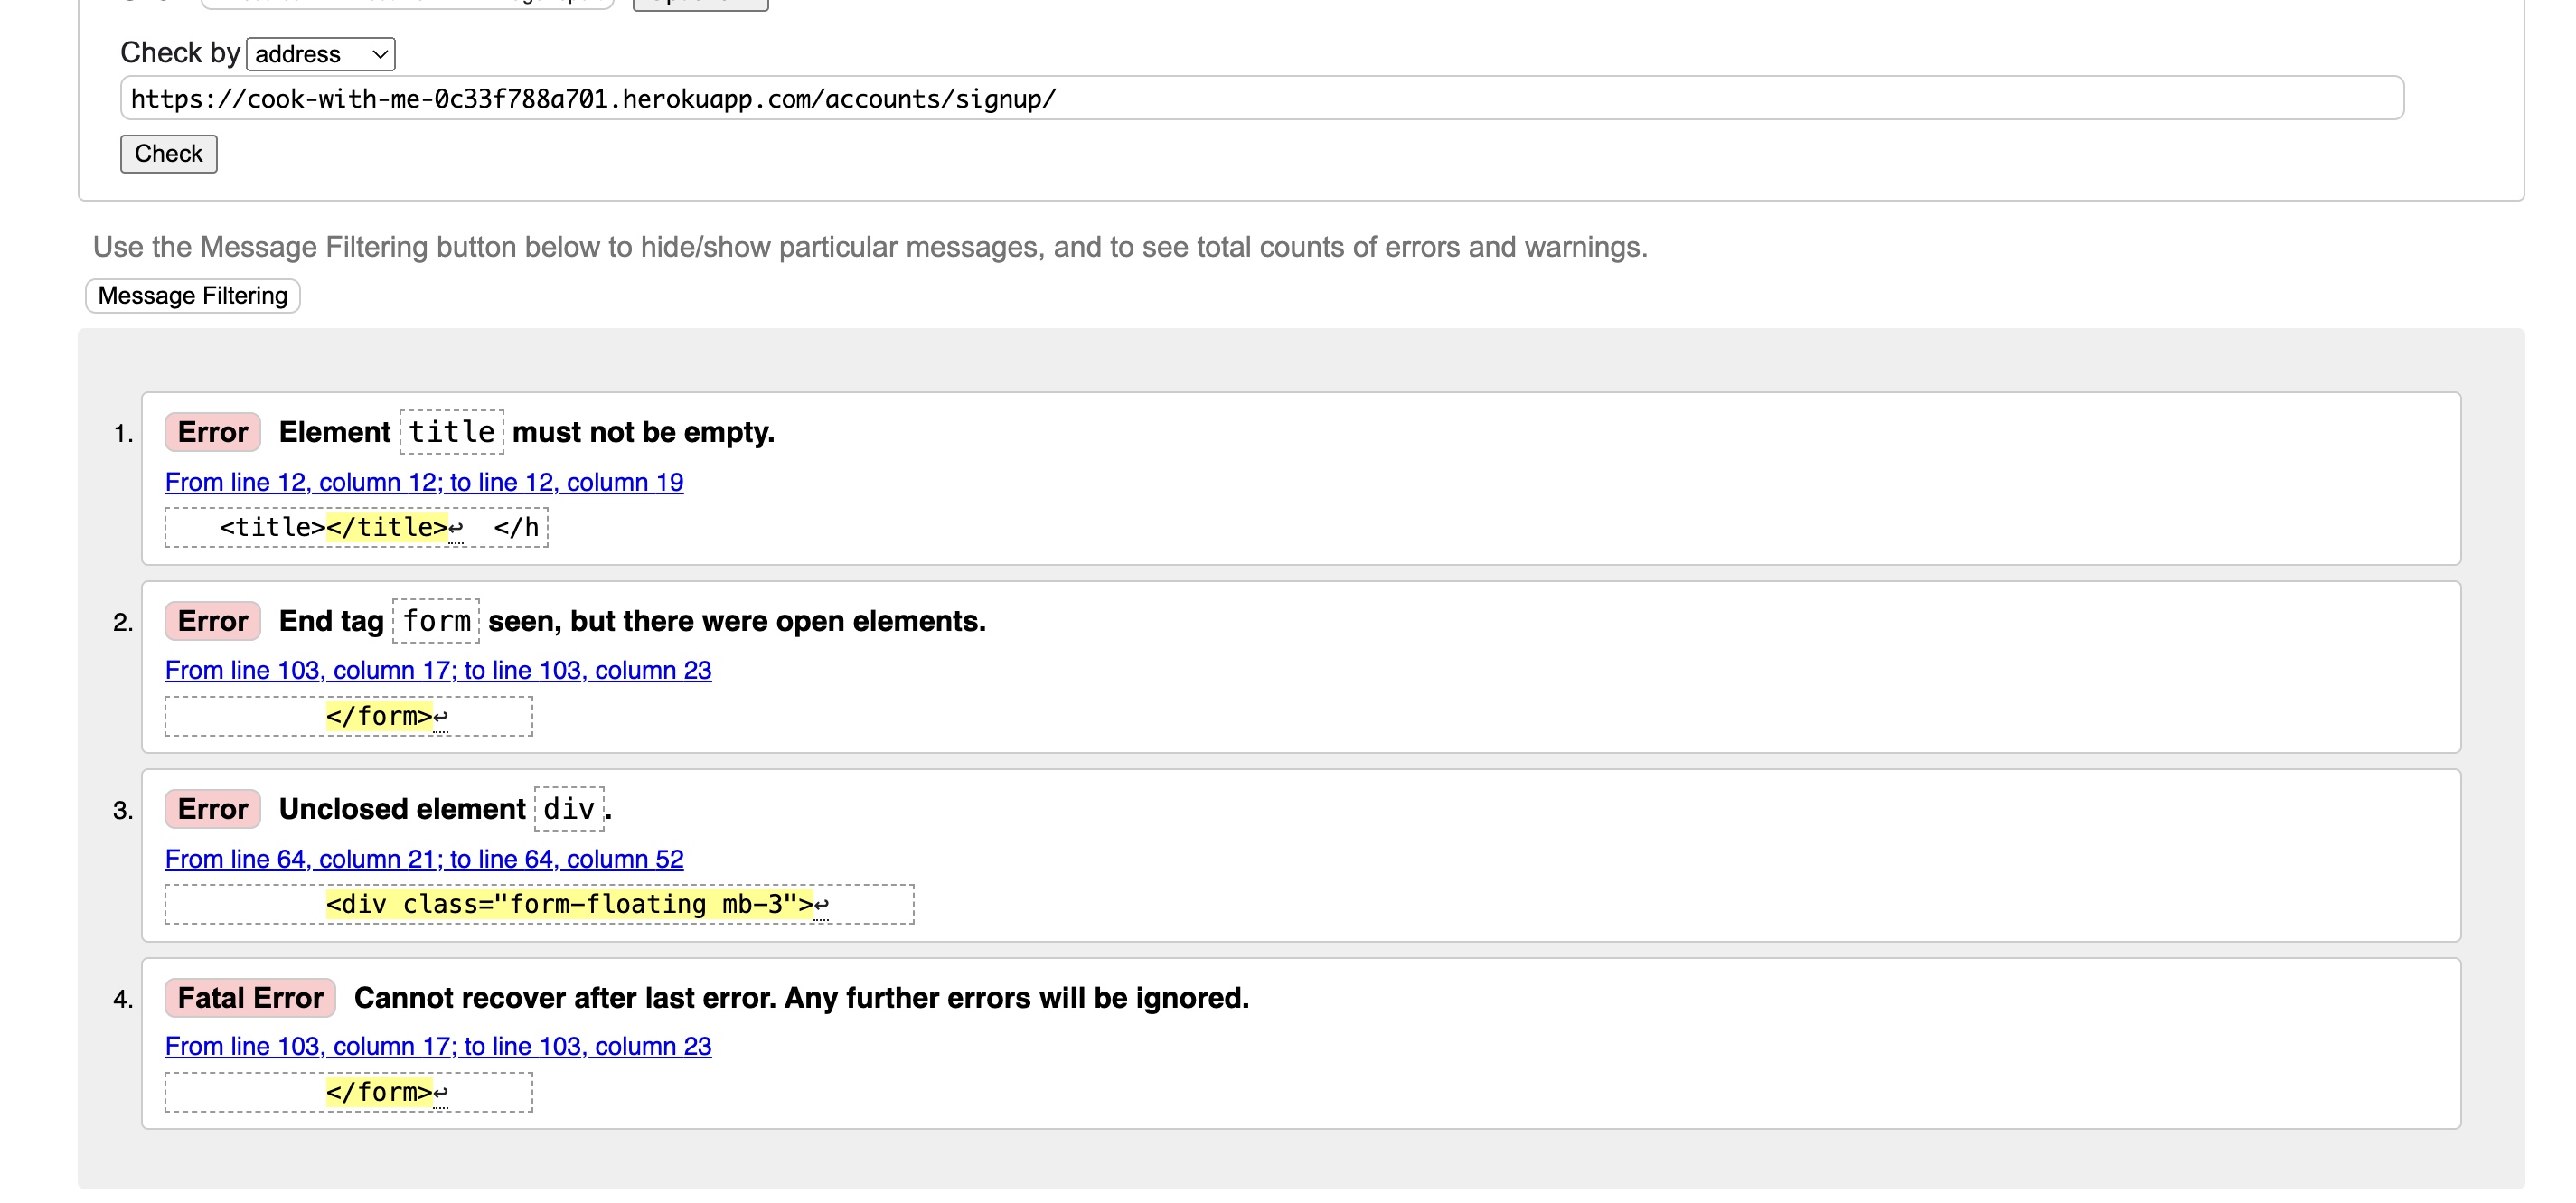 Check by address
https://cook-with-me-0c33f788a701.herokuapp.com/accounts/signup/
Check
Use the Message Filtering button below to hide/show particular messages, and to see total counts of errors and warnings.
Message Filtering
1. Error Element title must not be empty.
From line 12, column 12; to line 12, column 19
<title></title>↩ </h
2. Error End tag form seen, but there were open elements.
From line 103, column 17; to line 103, column 23
</form>↩
3. Error Unclosed element div.
From line 64, column 21; to line 64, column 52
<div class="form-floating mb-3">↩
4. Fatal Error Cannot recover after last error. Any further errors will be ignored.
From line 103, column 17; to line 103, column 23
</form>↩